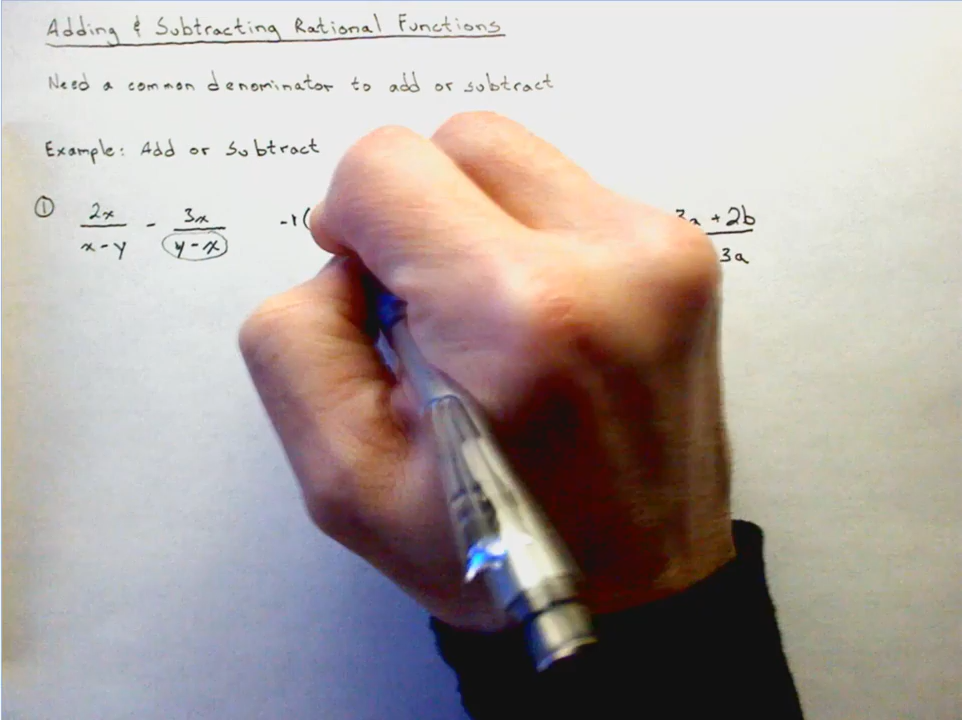 Adding & Subtracting Rational Functions
Need a common denominator to add or subtract
Example: Add or Subtract
① 2x/x-y - 3x/y-x -1( + 2b/3a